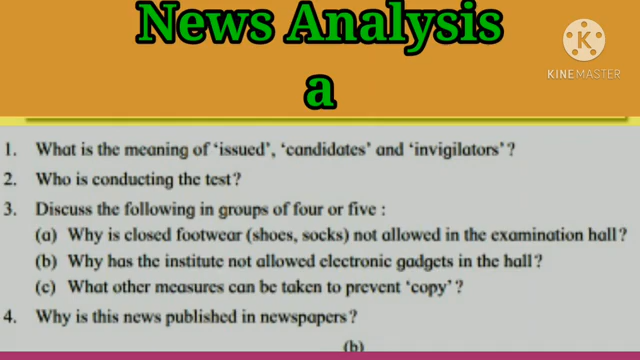 News Analysis
a
K
KINEMASTER
1. What is the meaning of ‘issued’, ‘candidates’ and ‘invigilators’?
2. Who is conducting the test?
3. Discuss the following in groups of four or five :
(a) Why is closed footwear (shoes, socks) not allowed in the examination hall?
(b) Why has the institute not allowed electronic gadgets in the hall?
(c) What other measures can be taken to prevent ‘copy’?
4. Why is this news published in newspapers?
(b)